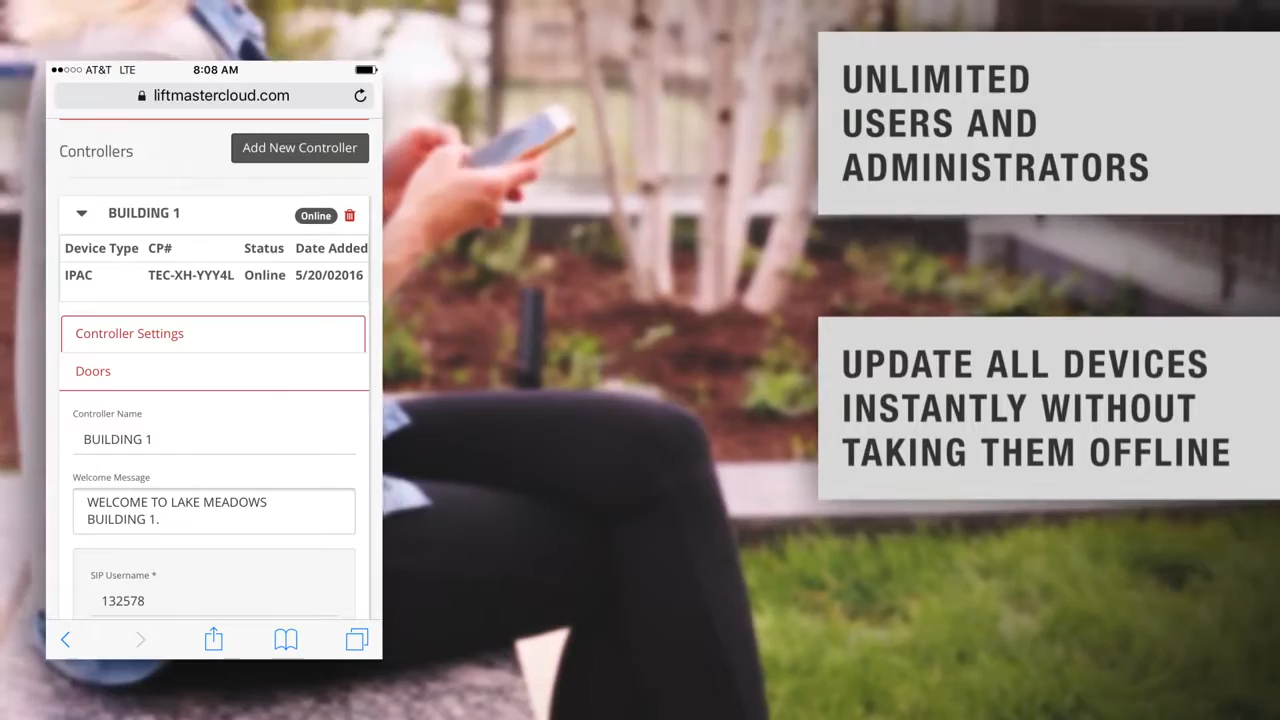 AT&T LTE 8:08 AM
liftmastercloud.com
Controllers
Add New Controller
BUILDING 1
Online
Device Type CP# Status Date Added
IPAC TEC-XH-YYY4L Online 5/20/02016
Controller Settings
Doors
Controller Name
BUILDING 1
Welcome Message
WELCOME TO LAKE MEADOWS
BUILDING 1.
SIP Username *
132578
UNLIMITED
USERS AND
ADMINISTRATORS
UPDATE ALL DEVICES
INSTANTLY WITHOUT
TAKING THEM OFFLINE